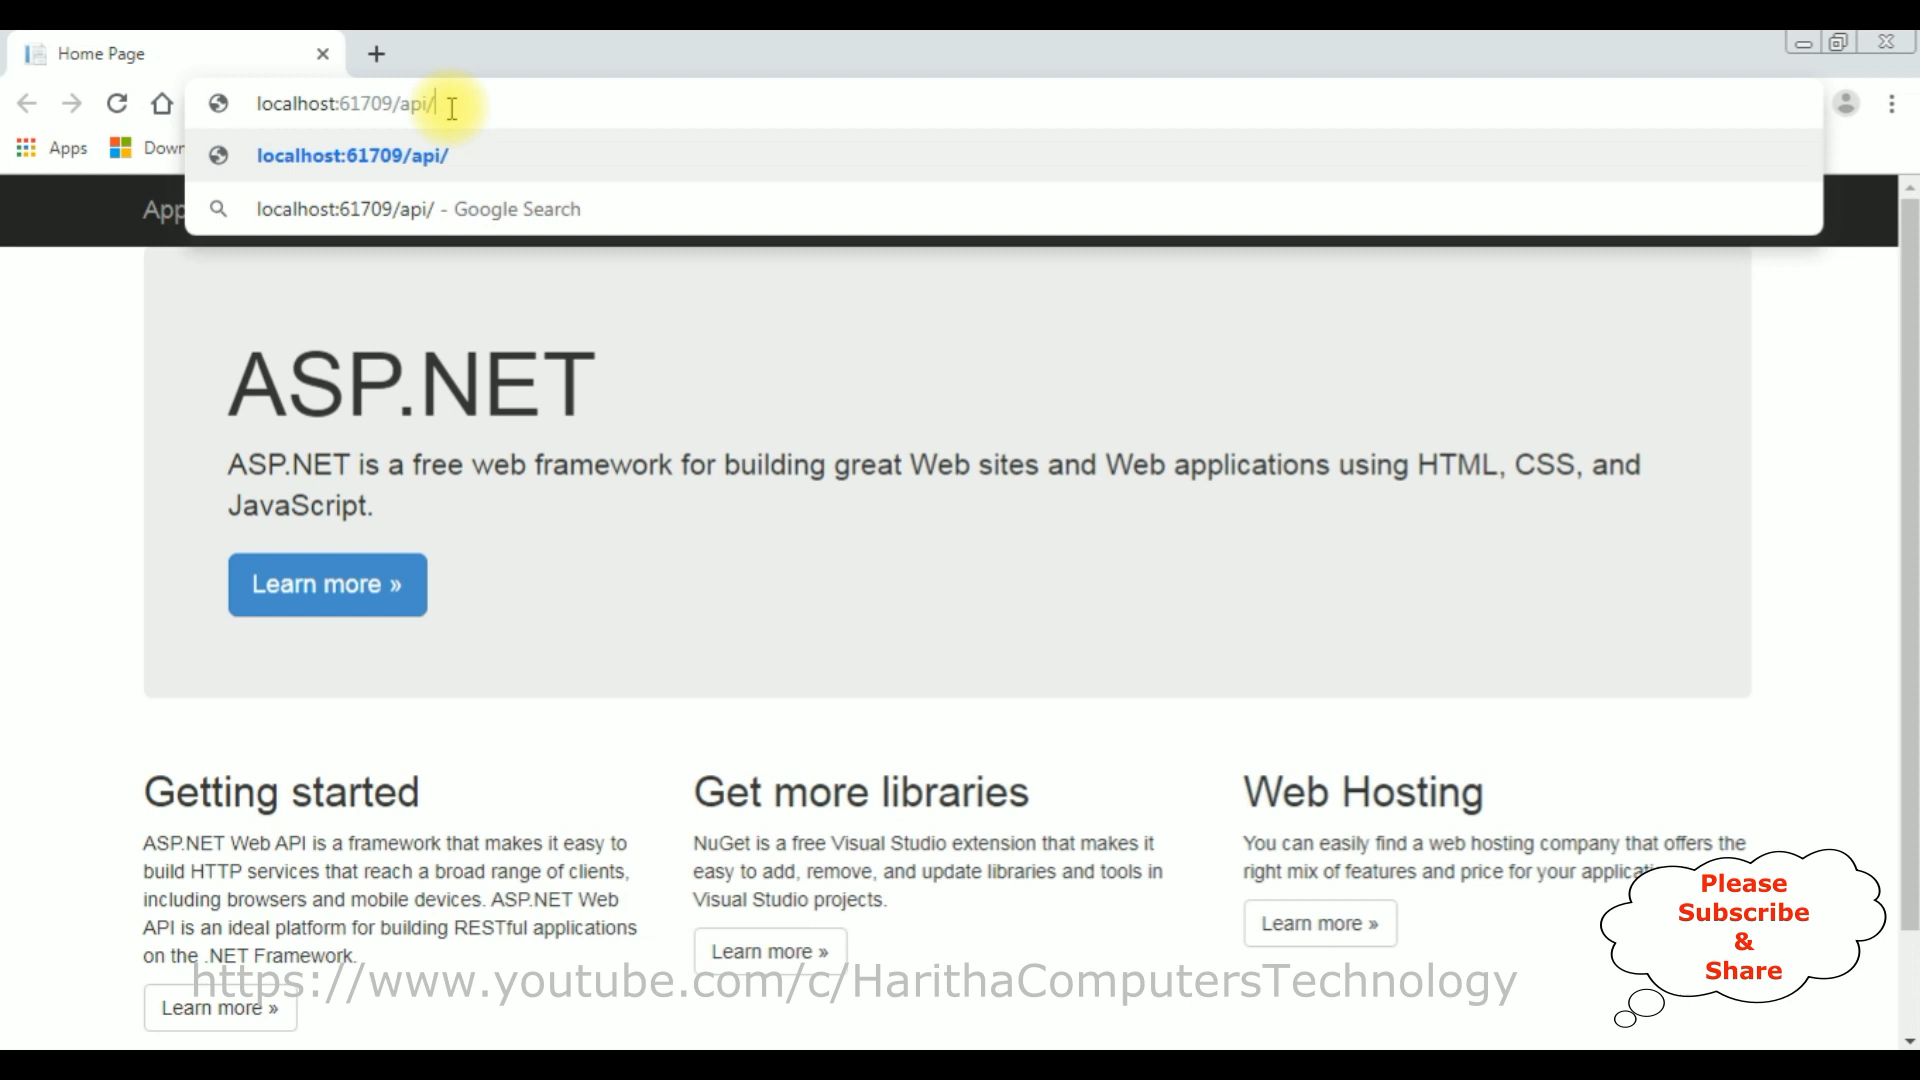 Home Page
localhost:61709/api/
Apps
localhost:61709/api/
localhost:61709/api/ - Google Search
ASP.NET
ASP.NET is a free web framework for building great Web sites and Web applications using HTML, CSS, and
JavaScript.
Learn more »
Getting started
ASP.NET Web API is a framework that makes it easy to
build HTTP services that reach a broad range of clients,
including browsers and mobile devices. ASP.NET Web
API is an ideal platform for building RESTful applications
on the .NET Framework.
Learn more »
Get more libraries
NuGet is a free Visual Studio extension that makes it
easy to add, remove, and update libraries and tools in
Visual Studio projects.
Learn more »
Web Hosting
You can easily find a web hosting company that offers the
right mix of features and price for your
Learn more »
Please
Subscribe
&
Share
https://www.youtube.com/c/HarithaComputersTechnology